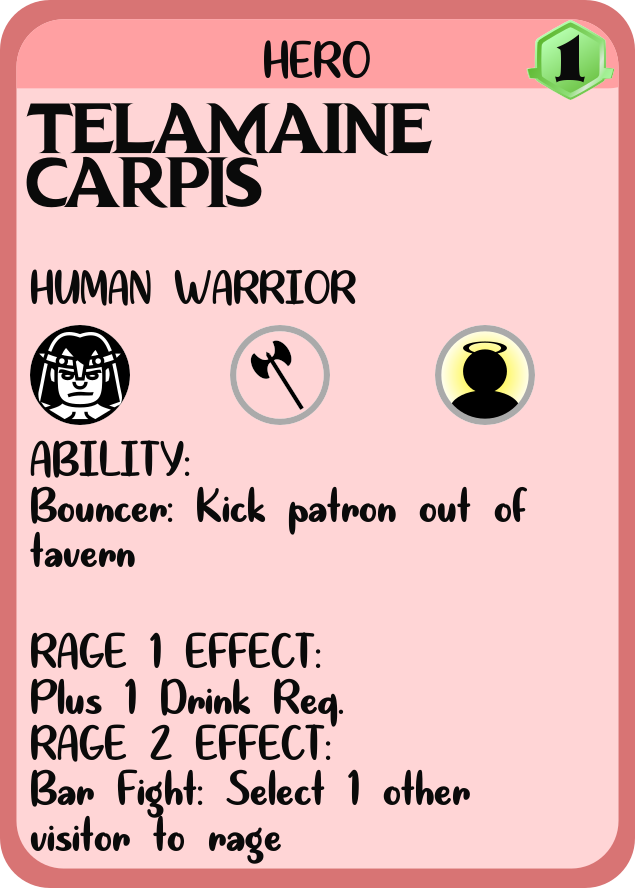 HERO
1
TELAMAINE
CARPIS
HUMAN WARRIOR
ABILITY:
Bouncer: Kick patron out of
tavern
RAGE 1 EFFECT:
Plus 1 Drink Req.
RAGE 2 EFFECT:
Bar Fight: Select 1 other
visitor to rage